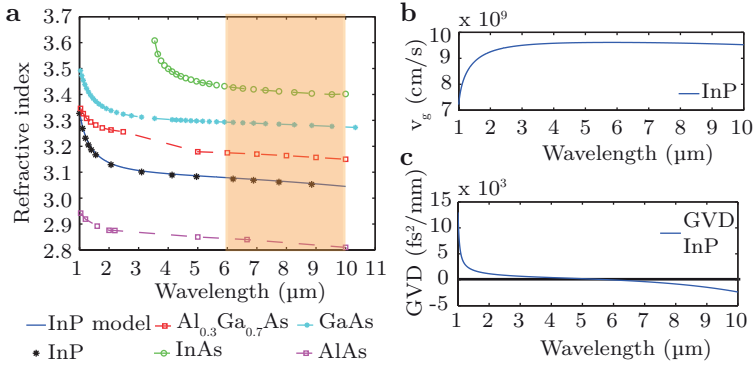 a
3.7
3.6
3.5
3.4
3.3
3.2
3.1
3.0
2.9
2.8
Refractive index
1 2 3 4 5 6 7 8 9 10 11
Wavelength (µm)
InP model
Al0.3Ga0.7As
GaAs
InP
InAs
AlAs
b
x 10^9
10
9
8
7
v_g (cm/s)
InP
1 2 3 4 5 6 7 8 9 10
Wavelength (µm)
c
x 10^3
15
10
5
0
-5
GVD (fs²/mm)
GVD
InP
1 2 3 4 5 6 7 8 9 10
Wavelength (µm)